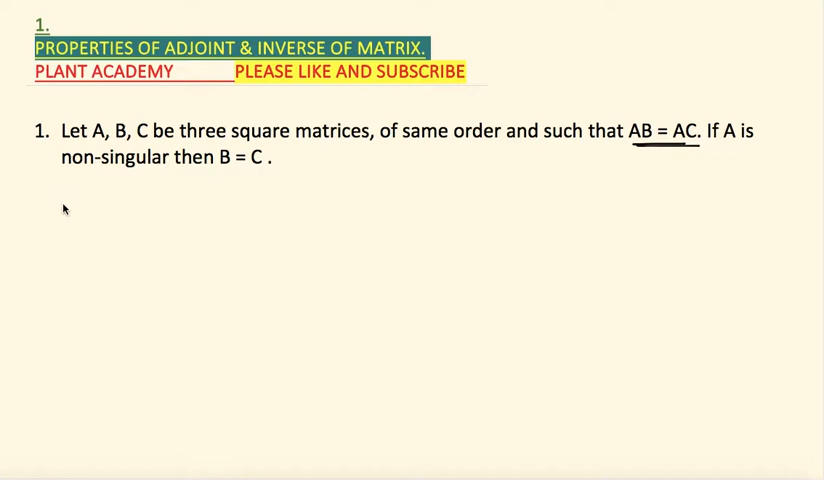 1.
PROPERTIES OF ADJOINT & INVERSE OF MATRIX.
PLANT ACADEMY PLEASE LIKE AND SUBSCRIBE
1. Let A, B, C be three square matrices, of same order and such that AB = AC. If A is
non-singular then B = C .